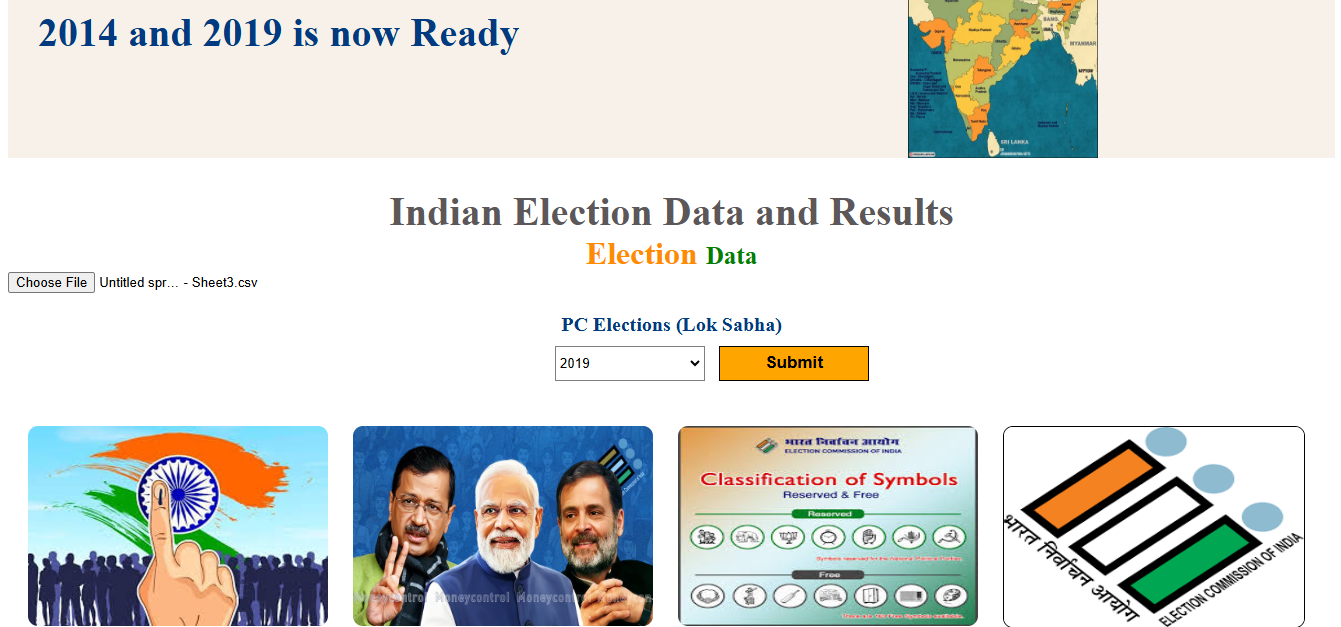 2014 and 2019 is now Ready
MYANMAR
SRI LANKA
Indian Election Data and Results
Election Data
Choose File Untitled spr... - Sheet3.csv
PC Elections (Lok Sabha)
2019 Submit
Moneycontrol Moneycontrol
भारत निर्वाचन आयोग
ELECTION COMMISSION OF INDIA
Classification of Symbols
Reserved & Free
Reserved
Free
भारत निर्वाचन आयोग
ELECTION COMMISSION OF INDIA